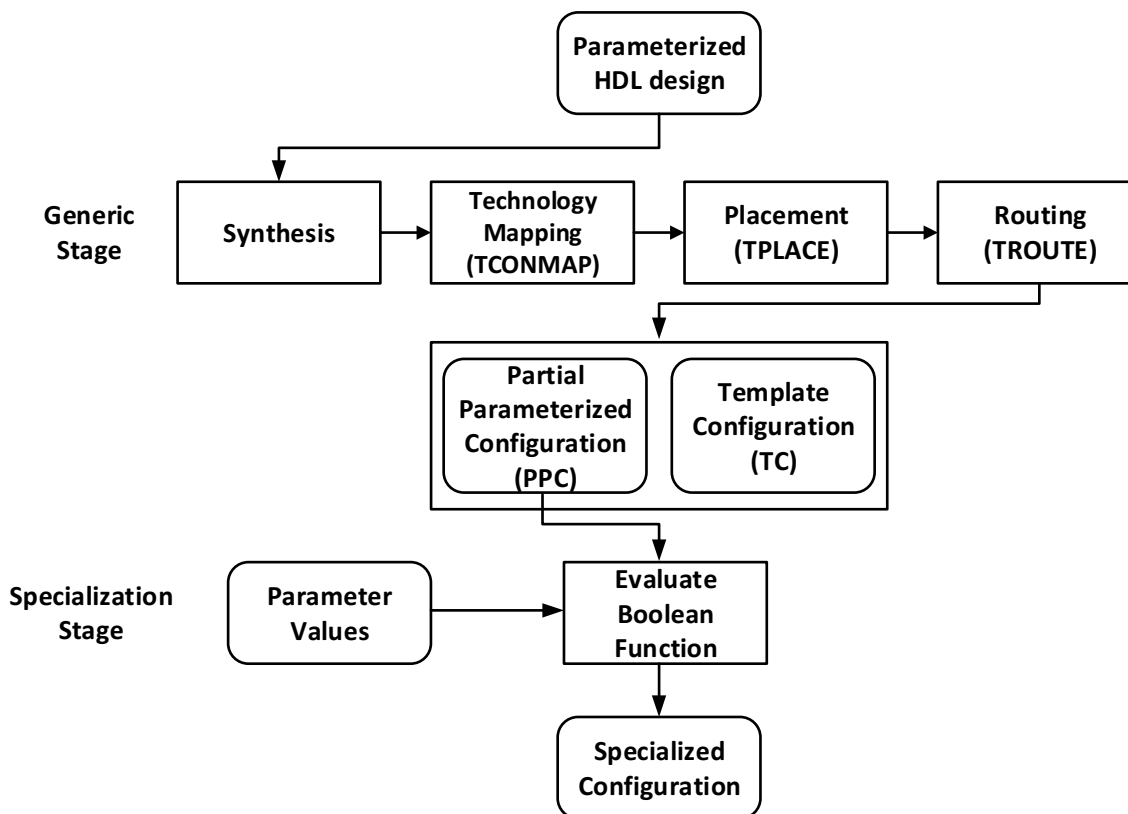 Parameterized
HDL design
Generic
Stage
Synthesis
Technology
Mapping
(TCONMAP)
Placement
(TPLACE)
Routing
(TROUTE)
Partial
Parameterized
Configuration
(PPC)
Template
Configuration
(TC)
Specialization
Stage
Parameter
Values
Evaluate
Boolean
Function
Specialized
Configuration